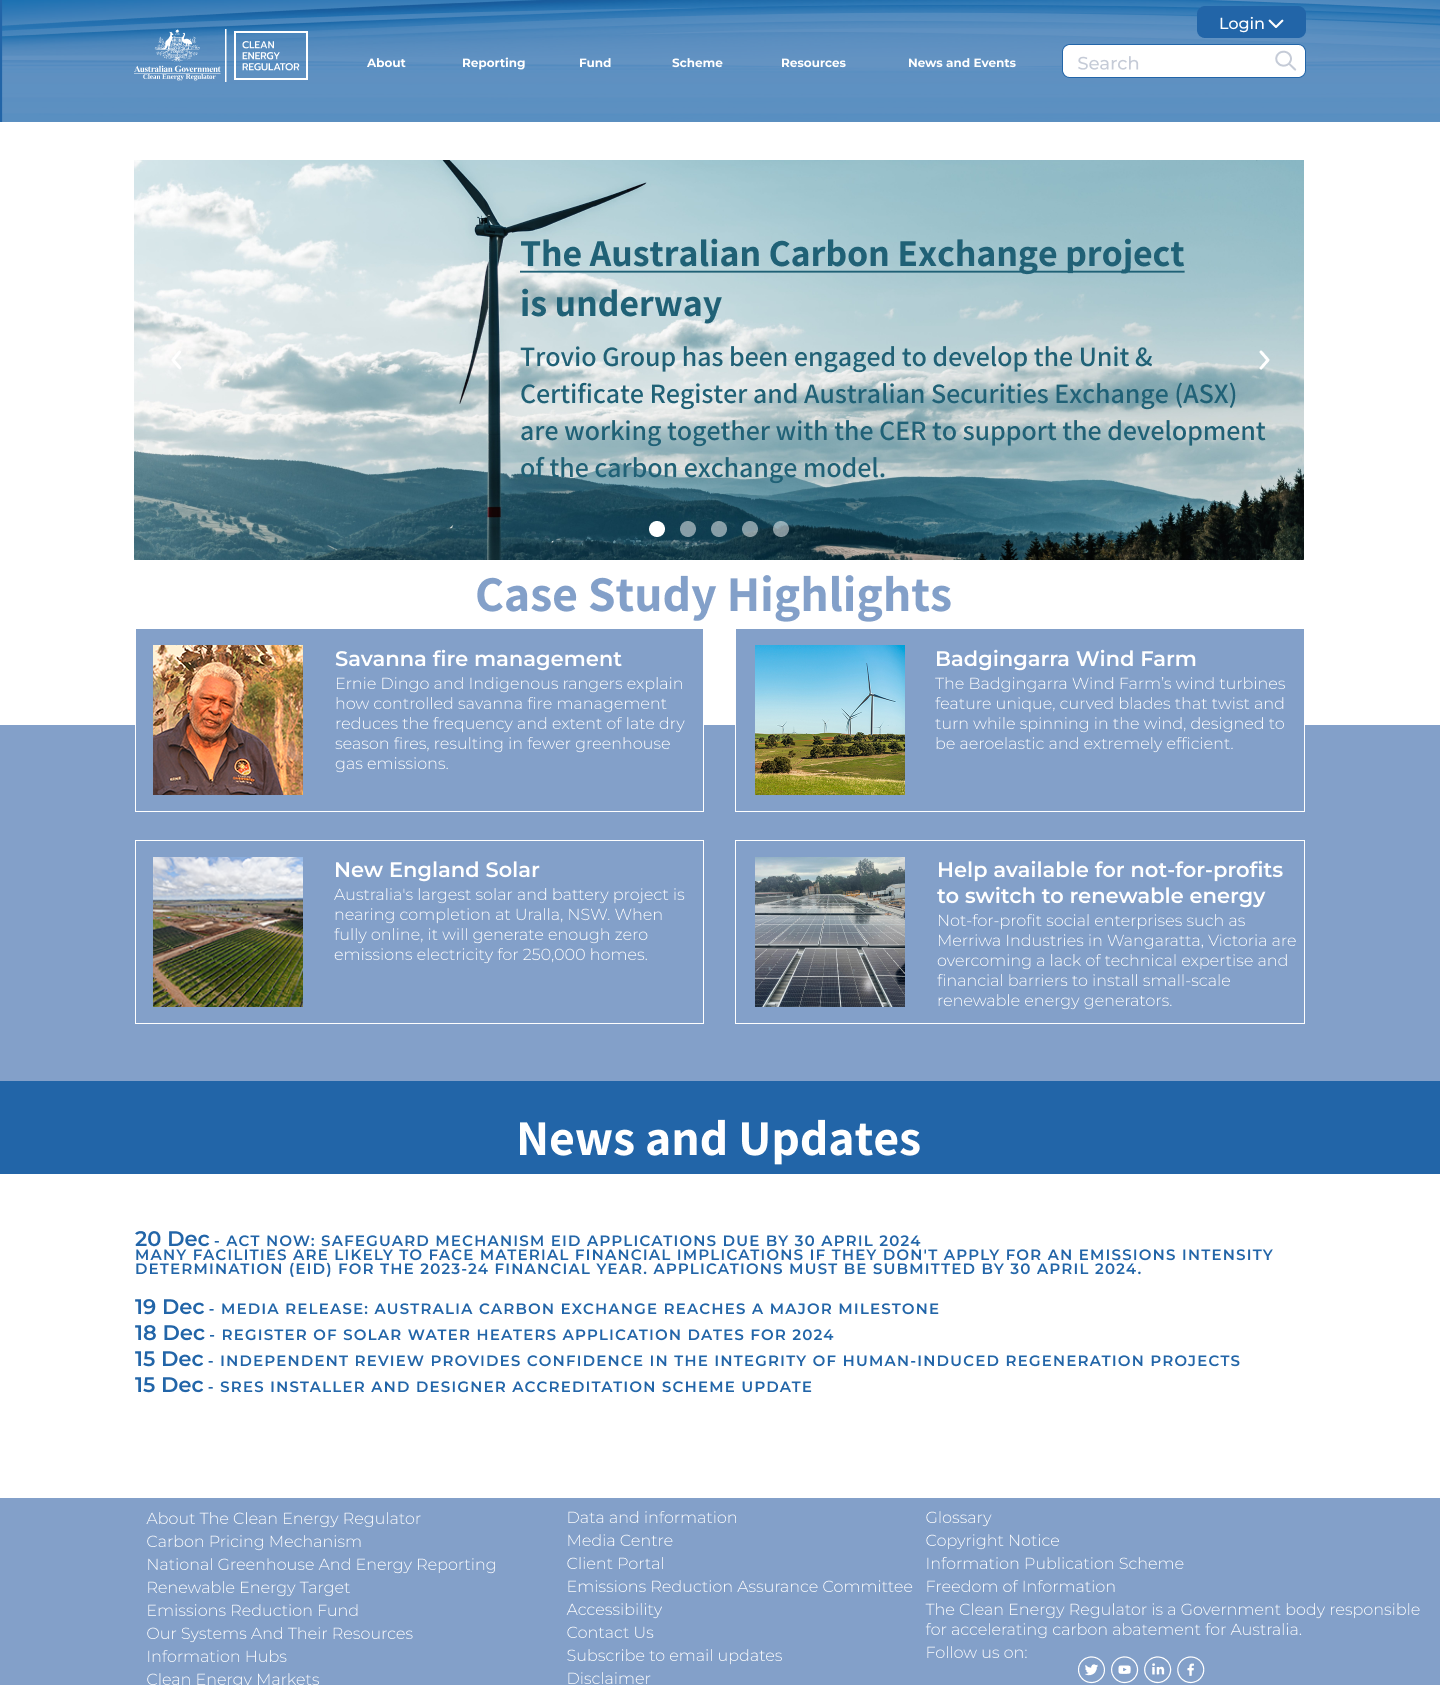 Login
Australian Government
Clean Energy Regulator
CLEAN
ENERGY
REGULATOR
About
Reporting
Fund
Scheme
Resources
News and Events
Search
The Australian Carbon Exchange project
is underway
Trovio Group has been engaged to develop the Unit &
Certificate Register and Australian Securities Exchange (ASX)
are working together with the CER to support the development
of the carbon exchange model.
Case Study Highlights
Savanna fire management
Ernie Dingo and Indigenous rangers explain
how controlled savanna fire management
reduces the frequency and extent of late dry
season fires, resulting in fewer greenhouse
gas emissions.
Badgingarra Wind Farm
The Badgingarra Wind Farm's wind turbines
feature unique, curved blades that twist and
turn while spinning in the wind, designed to
be aeroelastic and extremely efficient.
New England Solar
Australia's largest solar and battery project is
nearing completion at Uralla, NSW. When
fully online, it will generate enough zero
emissions electricity for 250,000 homes.
Help available for not-for-profits
to switch to renewable energy
Not-for-profit social enterprises such as
Merriwa Industries in Wangaratta, Victoria are
overcoming a lack of technical expertise and
financial barriers to install small-scale
renewable energy generators.
News and Updates
20 Dec - ACT NOW: SAFEGUARD MECHANISM EID APPLICATIONS DUE BY 30 APRIL 2024
MANY FACILITIES ARE LIKELY TO FACE MATERIAL FINANCIAL IMPLICATIONS IF THEY DON'T APPLY FOR AN EMISSIONS INTENSITY
DETERMINATION (EID) FOR THE 2023-24 FINANCIAL YEAR. APPLICATIONS MUST BE SUBMITTED BY 30 APRIL 2024.
19 Dec - MEDIA RELEASE: AUSTRALIA CARBON EXCHANGE REACHES A MAJOR MILESTONE
18 Dec - REGISTER OF SOLAR WATER HEATERS APPLICATION DATES FOR 2024
15 Dec - INDEPENDENT REVIEW PROVIDES CONFIDENCE IN THE INTEGRITY OF HUMAN-INDUCED REGENERATION PROJECTS
15 Dec - SRES INSTALLER AND DESIGNER ACCREDITATION SCHEME UPDATE
About The Clean Energy Regulator
Carbon Pricing Mechanism
National Greenhouse And Energy Reporting
Renewable Energy Target
Emissions Reduction Fund
Our Systems And Their Resources
Information Hubs
Clean Energy Markets
Data and information
Media Centre
Client Portal
Emissions Reduction Assurance Committee
Accessibility
Contact Us
Subscribe to email updates
Disclaimer
Glossary
Copyright Notice
Information Publication Scheme
Freedom of Information
The Clean Energy Regulator is a Government body responsible
for accelerating carbon abatement for Australia.
Follow us on: